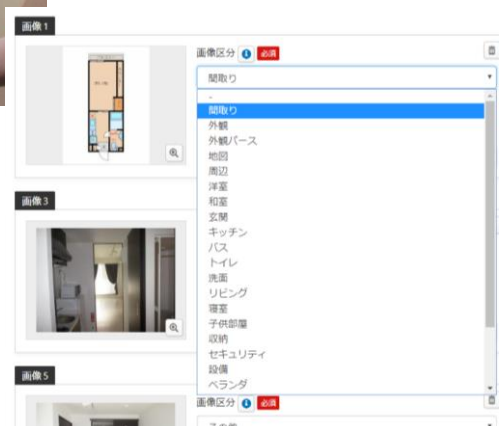 画像1
画像区分 必須
間取り
-
間取り
外観
外観パース
地図
周辺
洋室
和室
玄関
キッチン
バス
トイレ
洗面
リビング
寝室
子供部屋
収納
セキュリティ
設備
ベランダ
画像3
画像5
画像区分 必須
その他